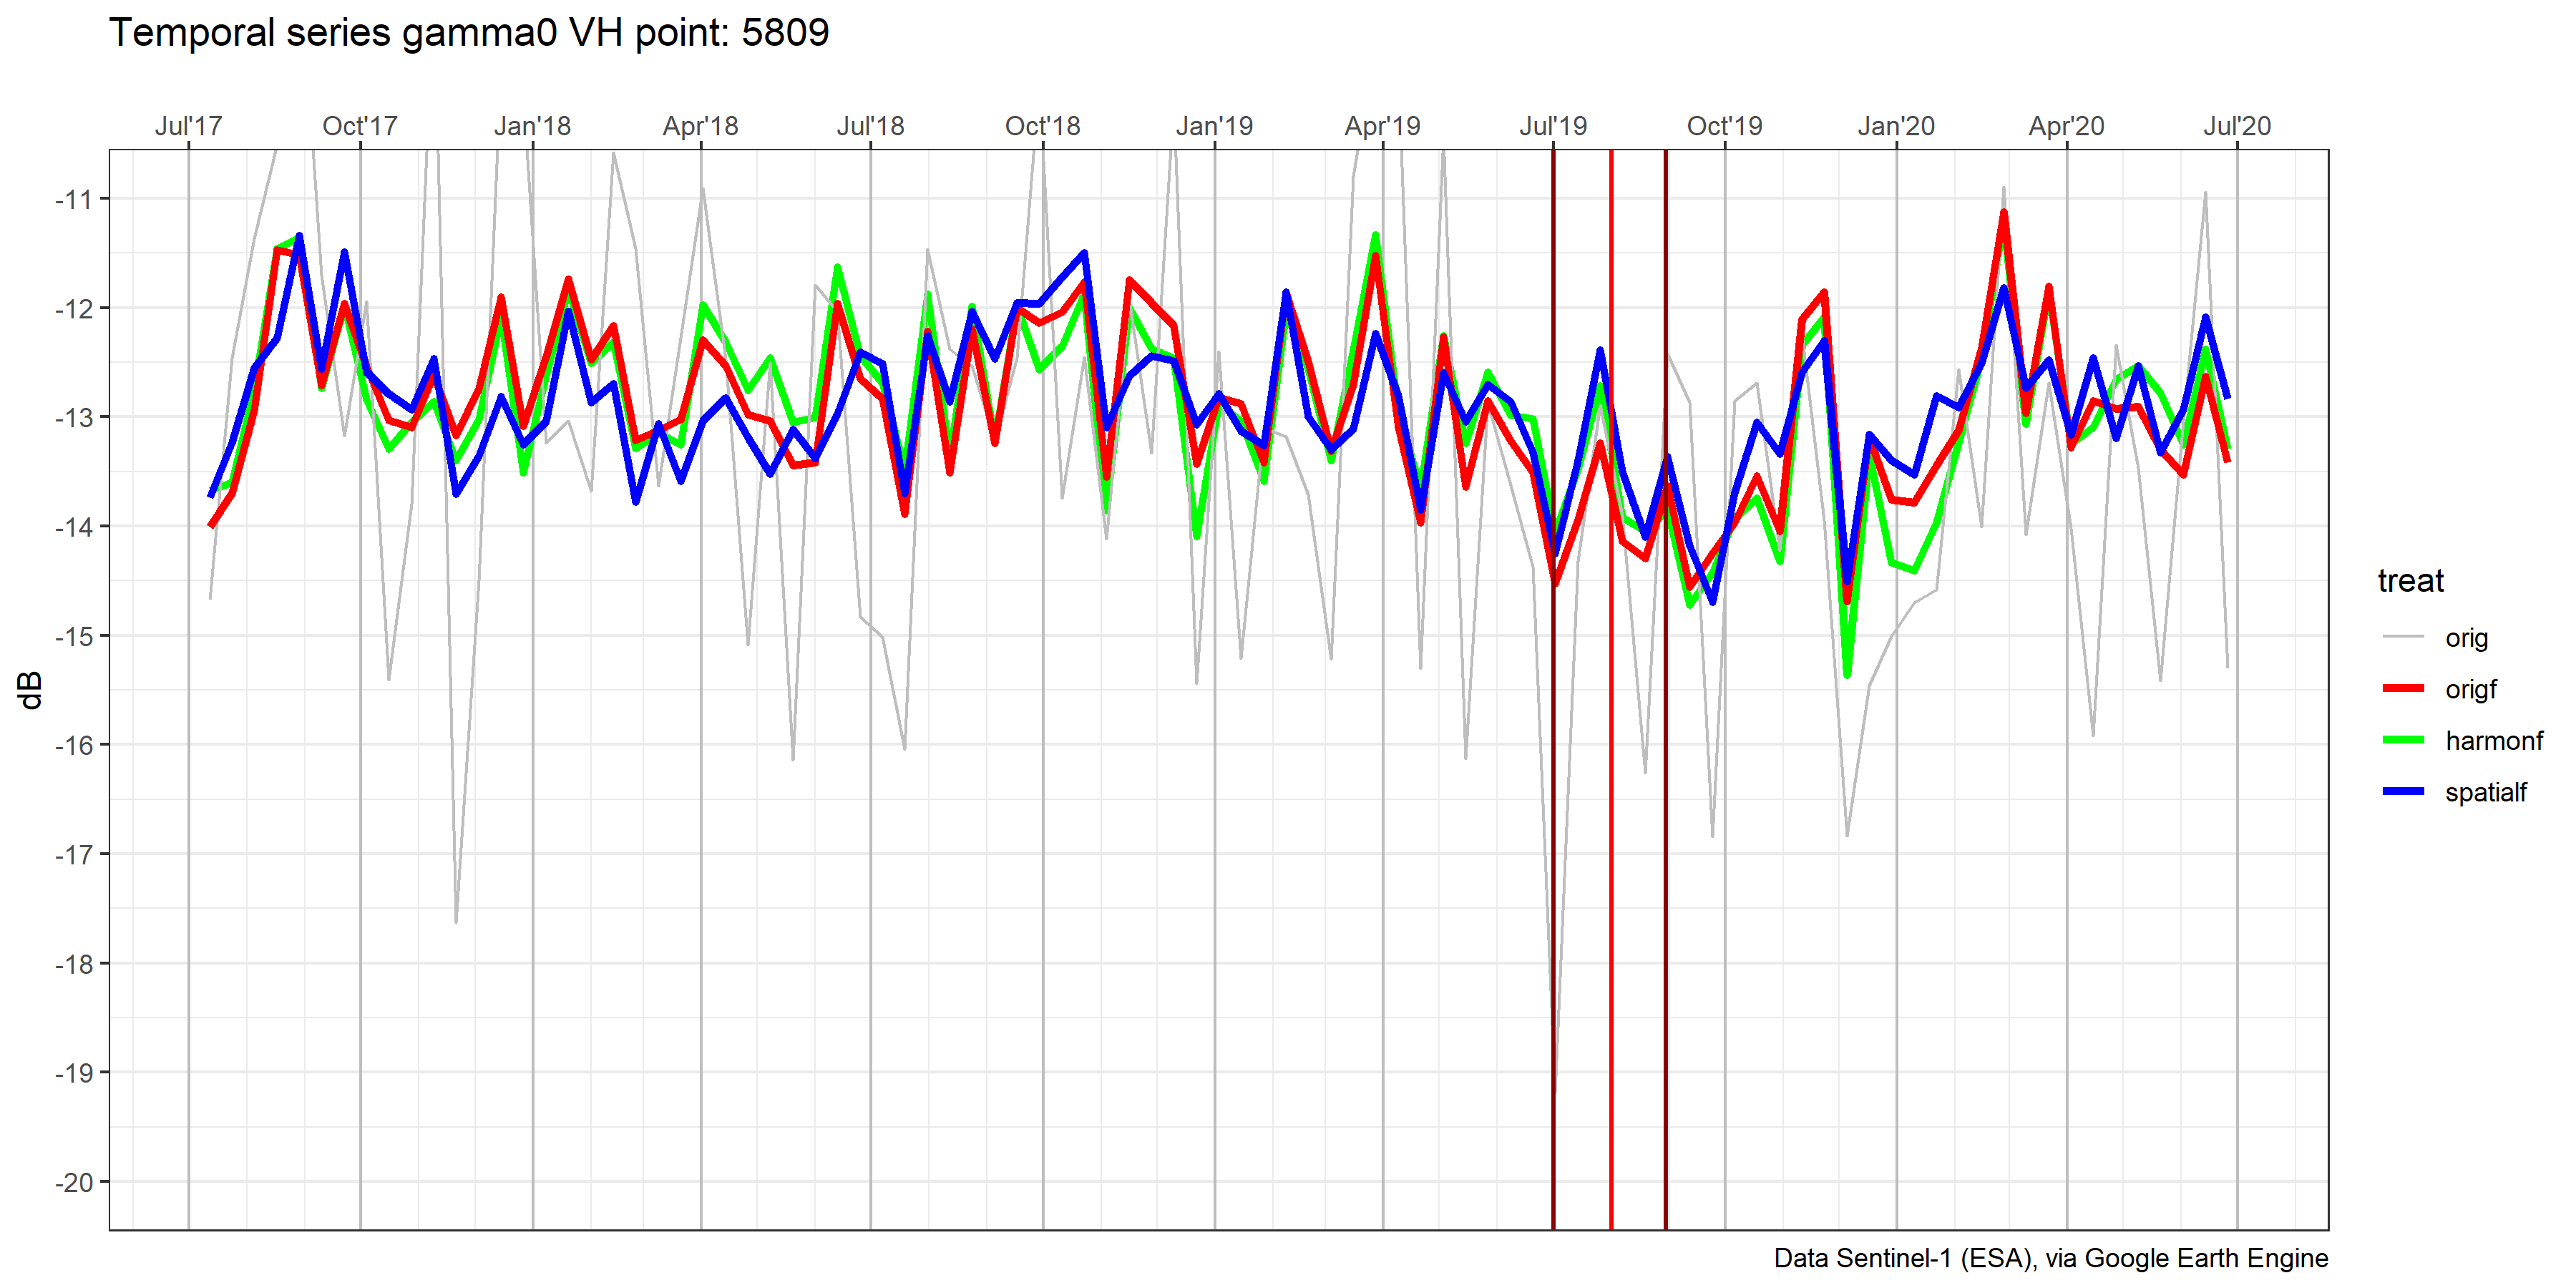 Temporal series gamma0 VH point: 5809
Jul'17 Oct'17 Jan'18 Apr'18 Jul'18 Oct'18 Jan'19 Apr'19 Jul'19 Oct'19 Jan'20 Apr'20 Jul'20
-11
-12
-13
-14
-15
-16
-17
-18
-19
-20
dB
treat
orig
origf
harmonf
spatialf
Data Sentinel-1 (ESA), via Google Earth Engine